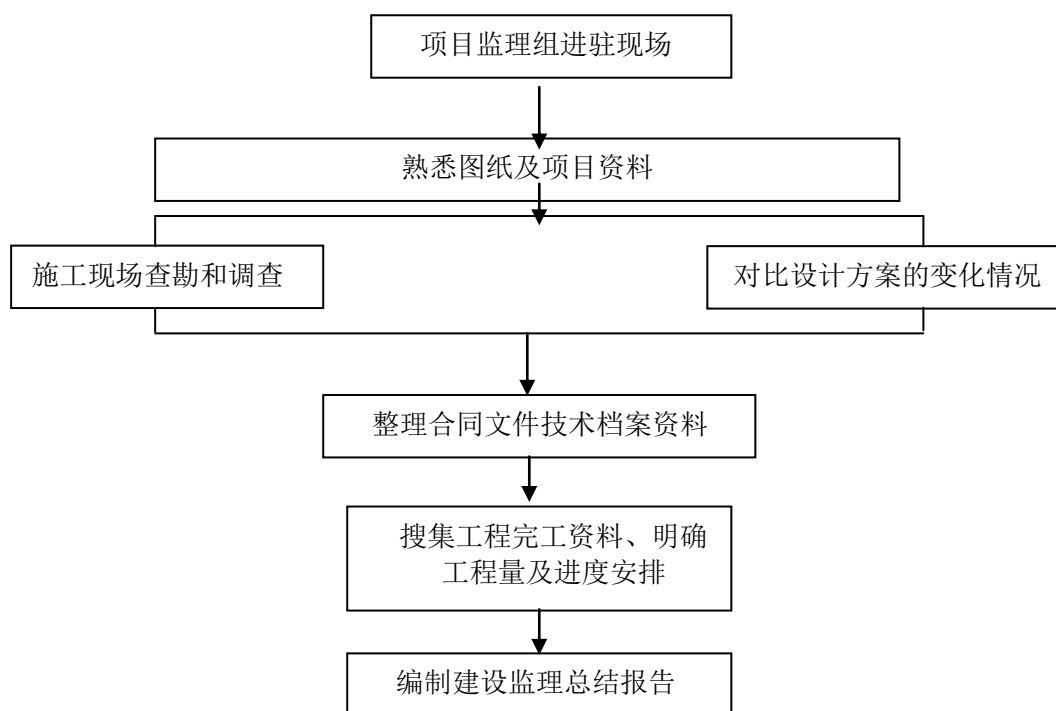 项目监理组进驻现场
熟悉图纸及项目资料
施工现场查勘和调查
对比设计方案的变化情况
整理合同文件技术档案资料
搜集工程完工资料、明确
工程量及进度安排
编制建设监理总结报告